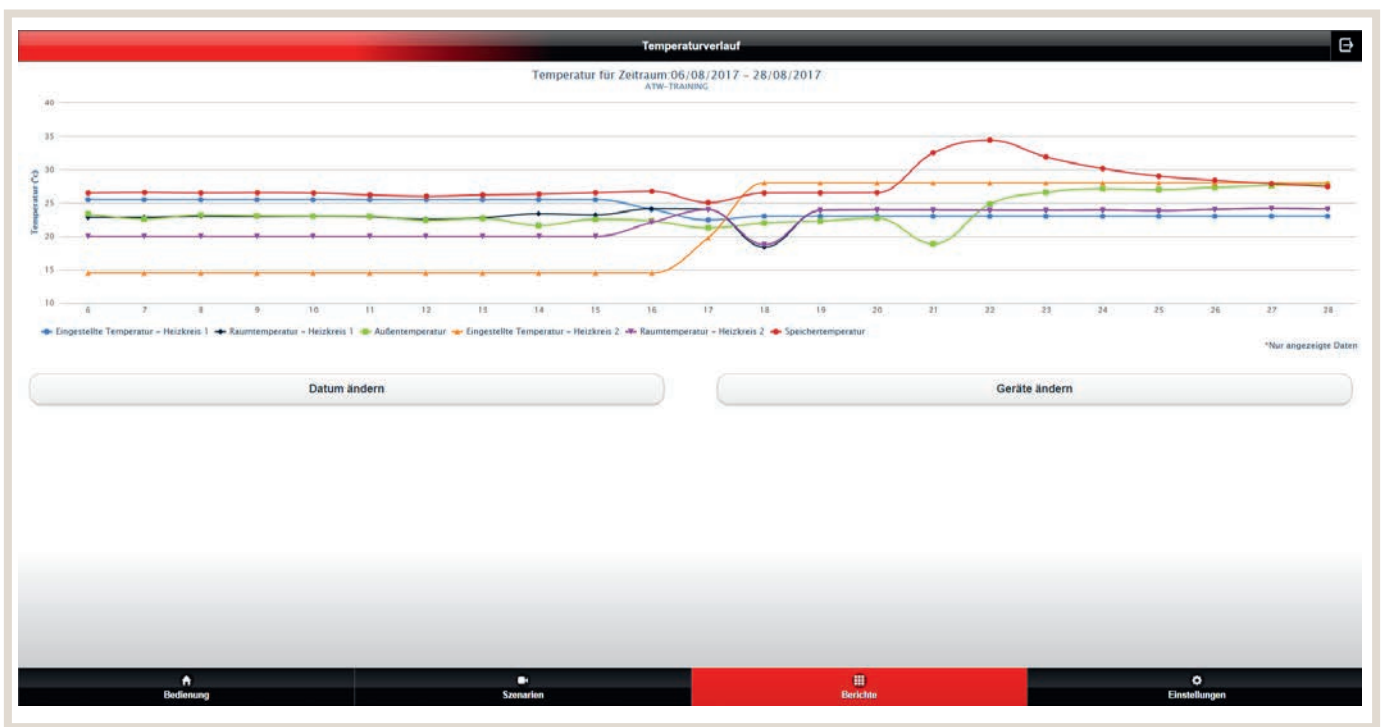 Temperaturverlauf
Temperatur für Zeitraum:06/08/2017 – 28/08/2017
ATW-TRAINING
Temperatur (°c)
40
35
30
25
20
15
10
6 7 8 9 10 11 12 13 14 15 16 17 18 19 20 21 22 23 24 25 26 27 28
Eingestellte Temperatur – Heizkreis 1 Raumtemperatur – Heizkreis 1 Außentemperatur Eingestellte Temperatur – Heizkreis 2 Raumtemperatur – Heizkreis 2 Speichertemperatur
*Nur angezeigte Daten
Datum ändern Geräte ändern
Bedienung Szenarien Berichte Einstellungen